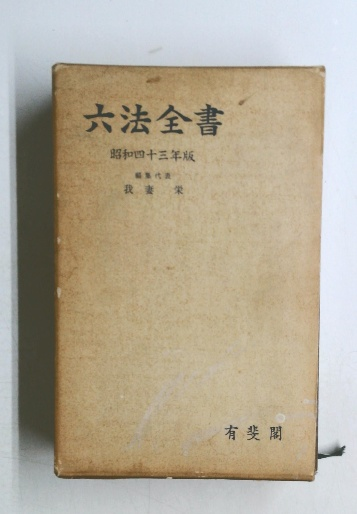 六法全書
昭和四十三年版
編集代表
我妻 栄
有斐閣